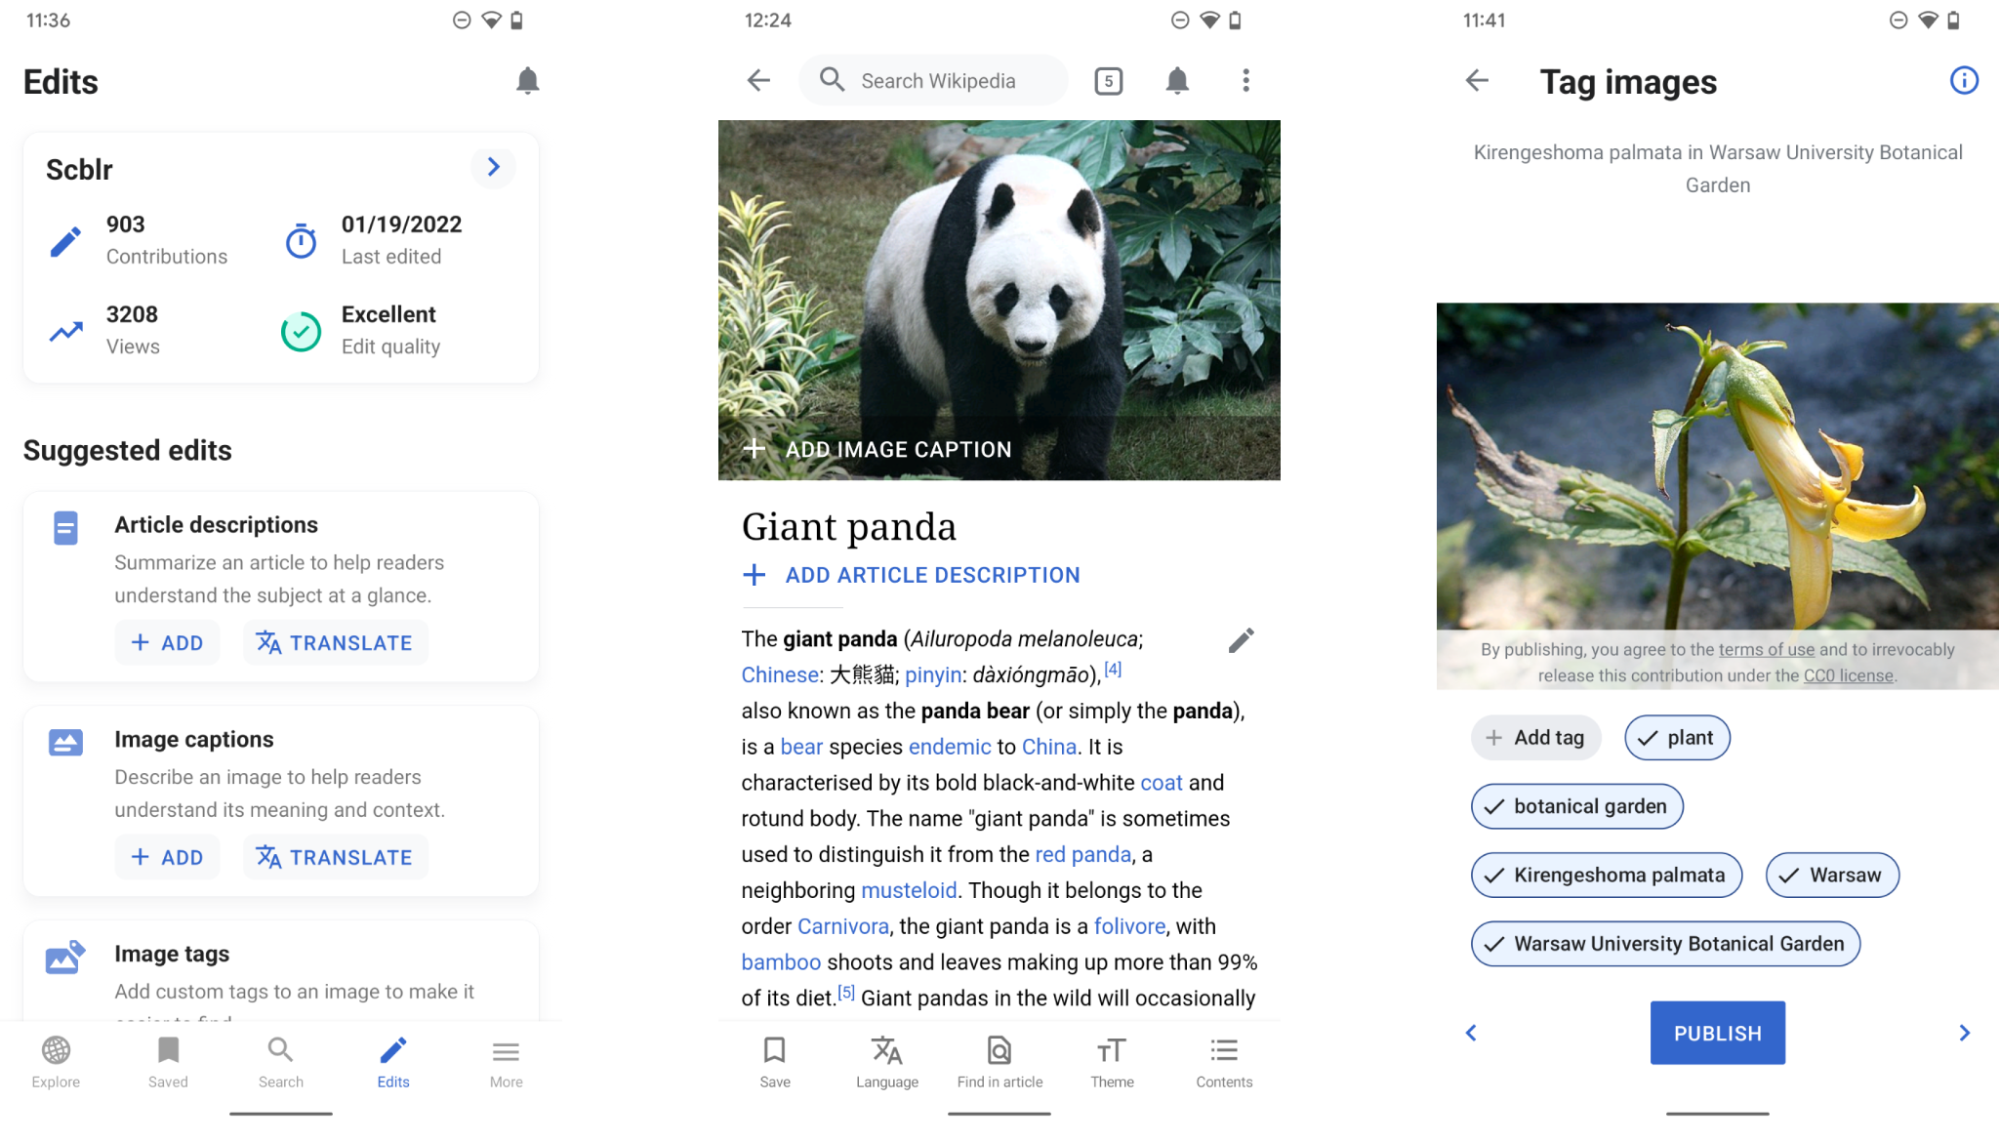 11:36
Edits
Scblr
903
Contributions
01/19/2022
Last edited
3208
Views
Excellent
Edit quality
Suggested edits
Article descriptions
Summarize an article to help readers
understand the subject at a glance.
+ ADD
TRANSLATE
Image captions
Describe an image to help readers
understand its meaning and context.
+ ADD
TRANSLATE
Image tags
Add custom tags to an image to make it
easier to find
Explore
Saved
Search
Edits
More
12:24
Search Wikipedia
5
+ ADD IMAGE CAPTION
Giant panda
+ ADD ARTICLE DESCRIPTION
The giant panda (Ailuropoda melanoleuca;
Chinese: 大熊貓; pinyin: dàxióngmāo),[4]
also known as the panda bear (or simply the panda),
is a bear species endemic to China. It is
characterised by its bold black-and-white coat and
rotund body. The name "giant panda" is sometimes
used to distinguish it from the red panda, a
neighboring musteloid. Though it belongs to the
order Carnivora, the giant panda is a folivore, with
bamboo shoots and leaves making up more than 99%
of its diet.[5] Giant pandas in the wild will occasionally
Save
Language
Find in article
Theme
Contents
11:41
Tag images
Kirengeshoma palmata in Warsaw University Botanical
Garden
By publishing, you agree to the terms of use and to irrevocably
release this contribution under the CC0 license.
+ Add tag
plant
botanical garden
Kirengeshoma palmata
Warsaw
Warsaw University Botanical Garden
PUBLISH